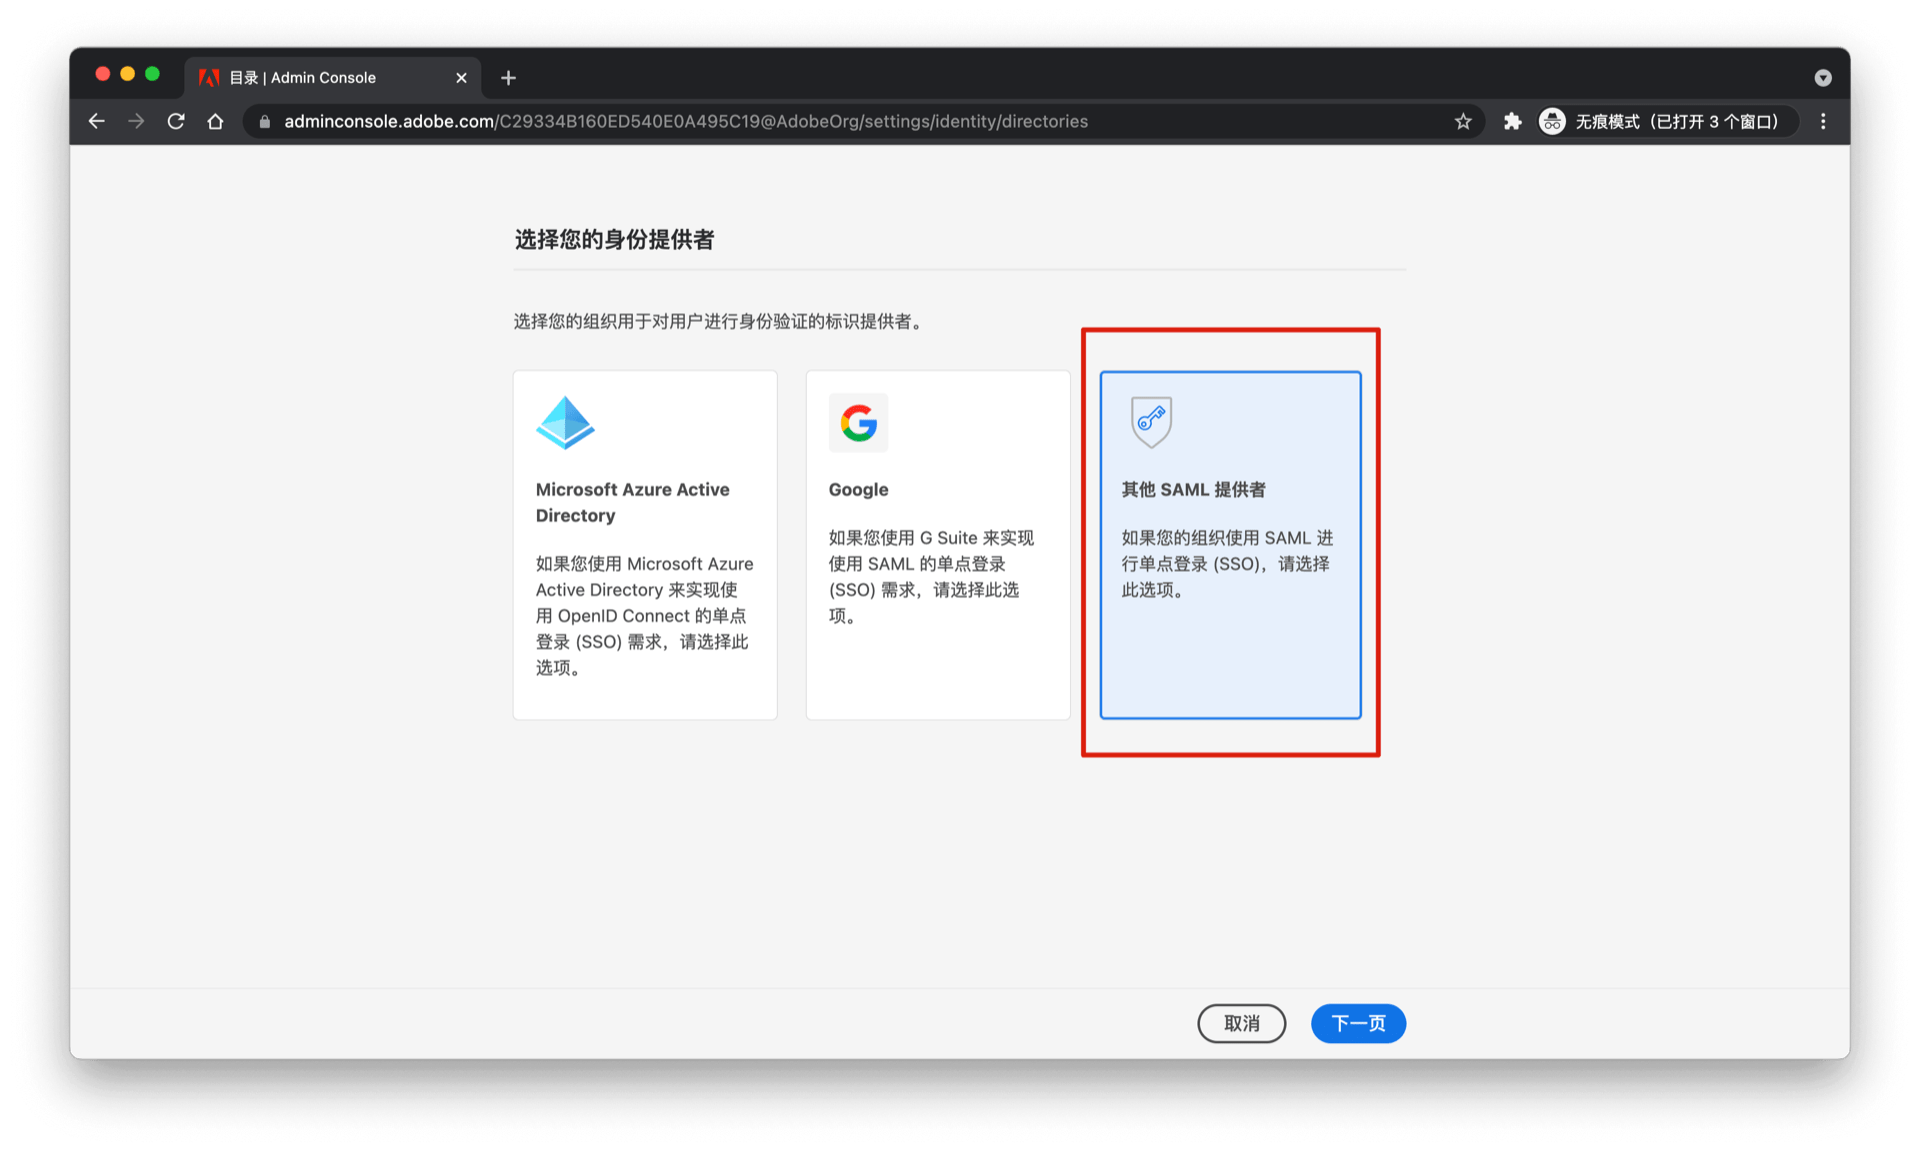 目录 | Admin Console
adminconsole.adobe.com/C29334B160ED540E0A495C19@AdobeOrg/settings/identity/directories
无痕模式（已打开 3 个窗口）
选择您的身份提供者
选择您的组织用于对用户进行身份验证的标识提供者。
Microsoft Azure Active
Directory
如果您使用 Microsoft Azure
Active Directory 来实现使
用 OpenID Connect 的单点
登录 (SSO) 需求，请选择此
选项。
Google
如果您使用 G Suite 来实现
使用 SAML 的单点登录
(SSO) 需求，请选择此选
项。
其他 SAML 提供者
如果您的组织使用 SAML 进
行单点登录 (SSO)，请选择
此选项。
取消
下一页